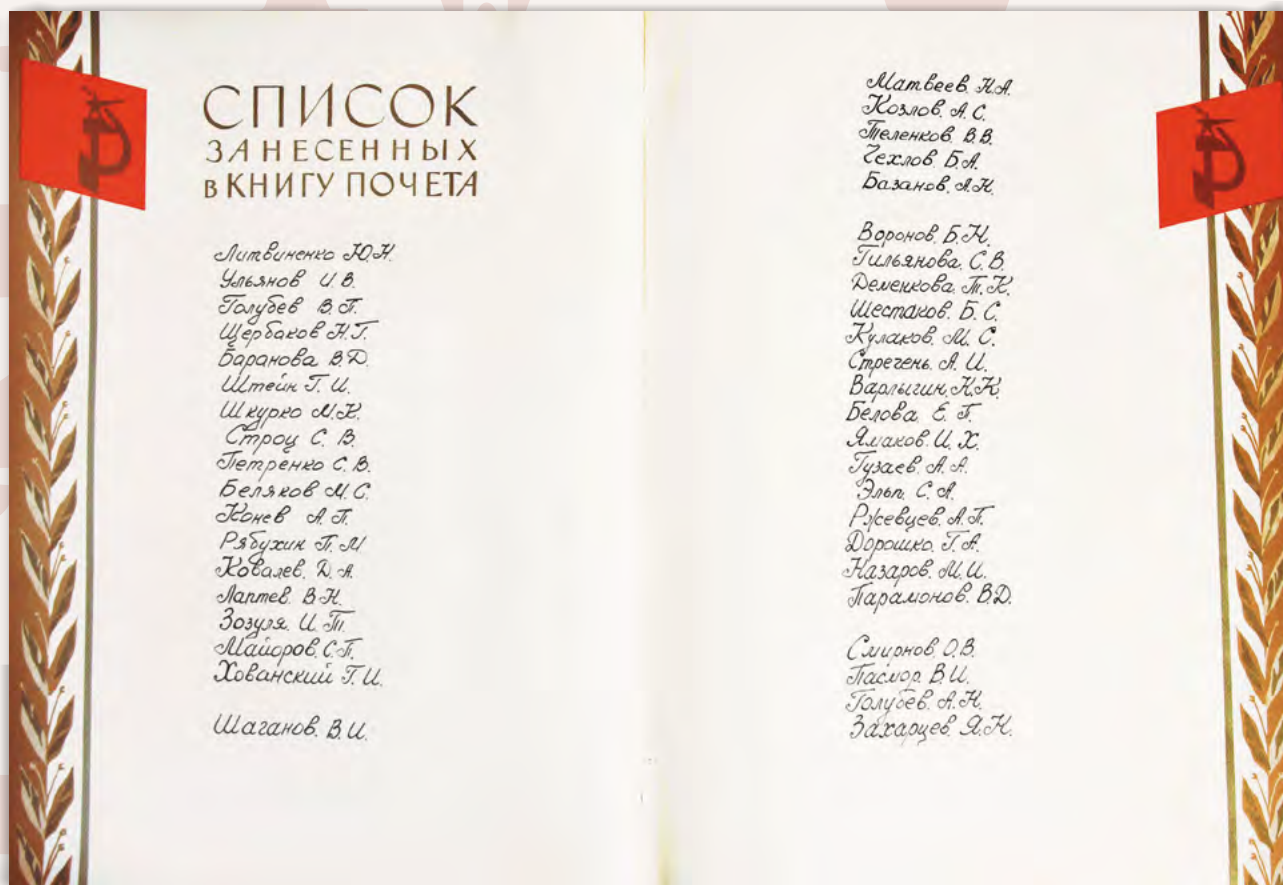 СПИСОК
ЗАНЕСЕННЫХ
в КНИГУ ПОЧЕТА
Литвиненко Ю.Н.
Ульянов И.В.
Голубев В.П.
Щербаков Н.Г.
Баранова В.Д.
Штейн Г.И.
Шкурко М.К.
Строц С.В.
Петренко С.В.
Беляков М.С.
Конев А.П.
Рябухин П.М.
Ковалев. Д.А.
Лаптев. В.Н.
Зозуля. И.Т.
Майоров. С.П.
Хованский Г.И.
Шаганов. В.И.
Матвеев. Н.А.
Козлов. А.С.
Теленков. В.В.
Чехлов. Б.А.
Базанов. А.Н.
Воронов. Б.Н.
Гильянова. С.В.
Деменкова. Т.К.
Шестаков. Б.С.
Кулаков. М.С.
Стрегень. А.И.
Варлыгин. Н.Н.
Белова. Е.Г.
Ямаков. И.Х.
Гузаев. А.А.
Эльп. С.А.
Ржевцев. А.П.
Дорошко. Г.А.
Назаров. М.И.
Парамонов. В.Д.
Смирнов. О.В.
Пасмор. В.И.
Голубев. А.Н.
Захарцев. Я.Н.